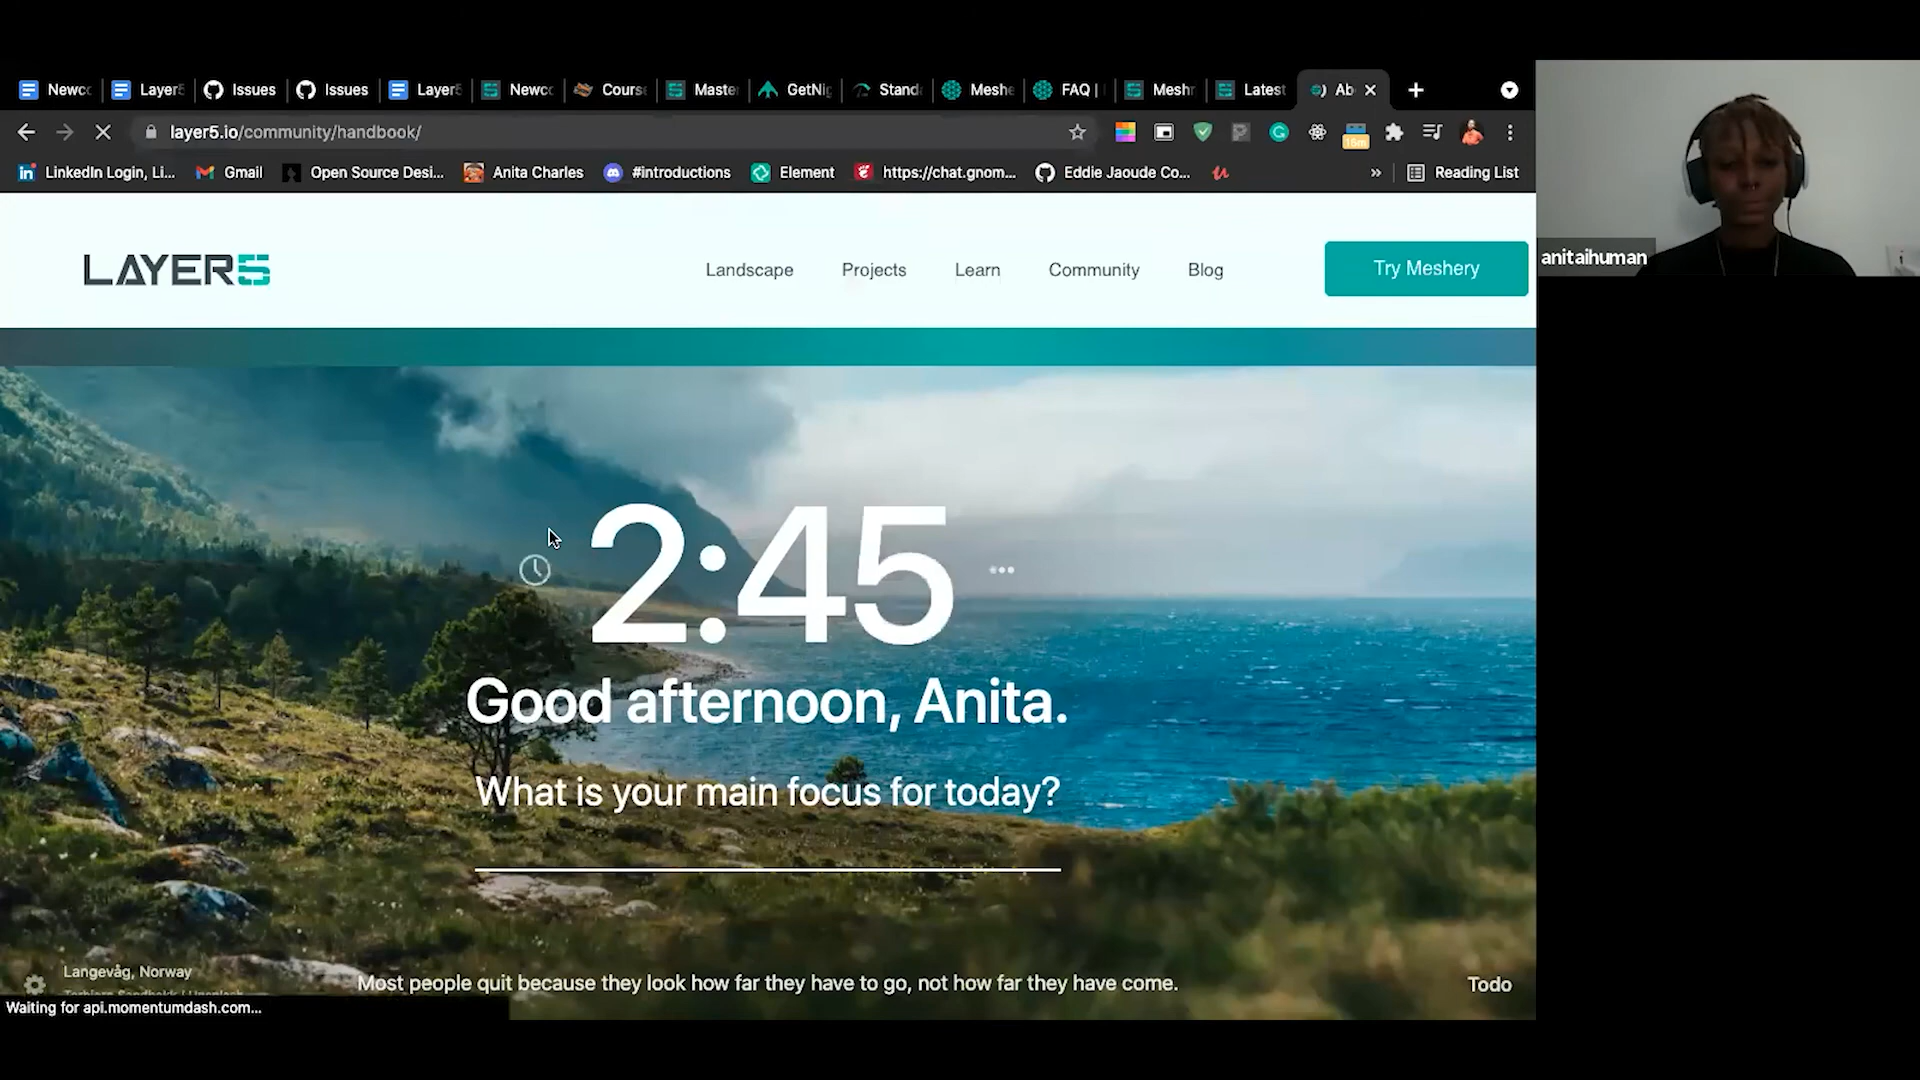 Newco Layer5 Issues Issues Layer5 Newco Course Master GetNig Stand Meshe FAQ | Meshr Latest Ab
layer5.io/community/handbook/
LinkedIn Login, Li... Gmail Open Source Desi... Anita Charles #introductions Element https://chat.gnom... Eddie Jaoude Co... » Reading List
LAYER5 Landscape Projects Learn Community Blog Try Meshery
anitaihuman
2:45
Good afternoon, Anita.
What is your main focus for today?
Langevåg, Norway
Most people quit because they look how far they have to go, not how far they have come.
Todo
Waiting for api.momentumdash.com...